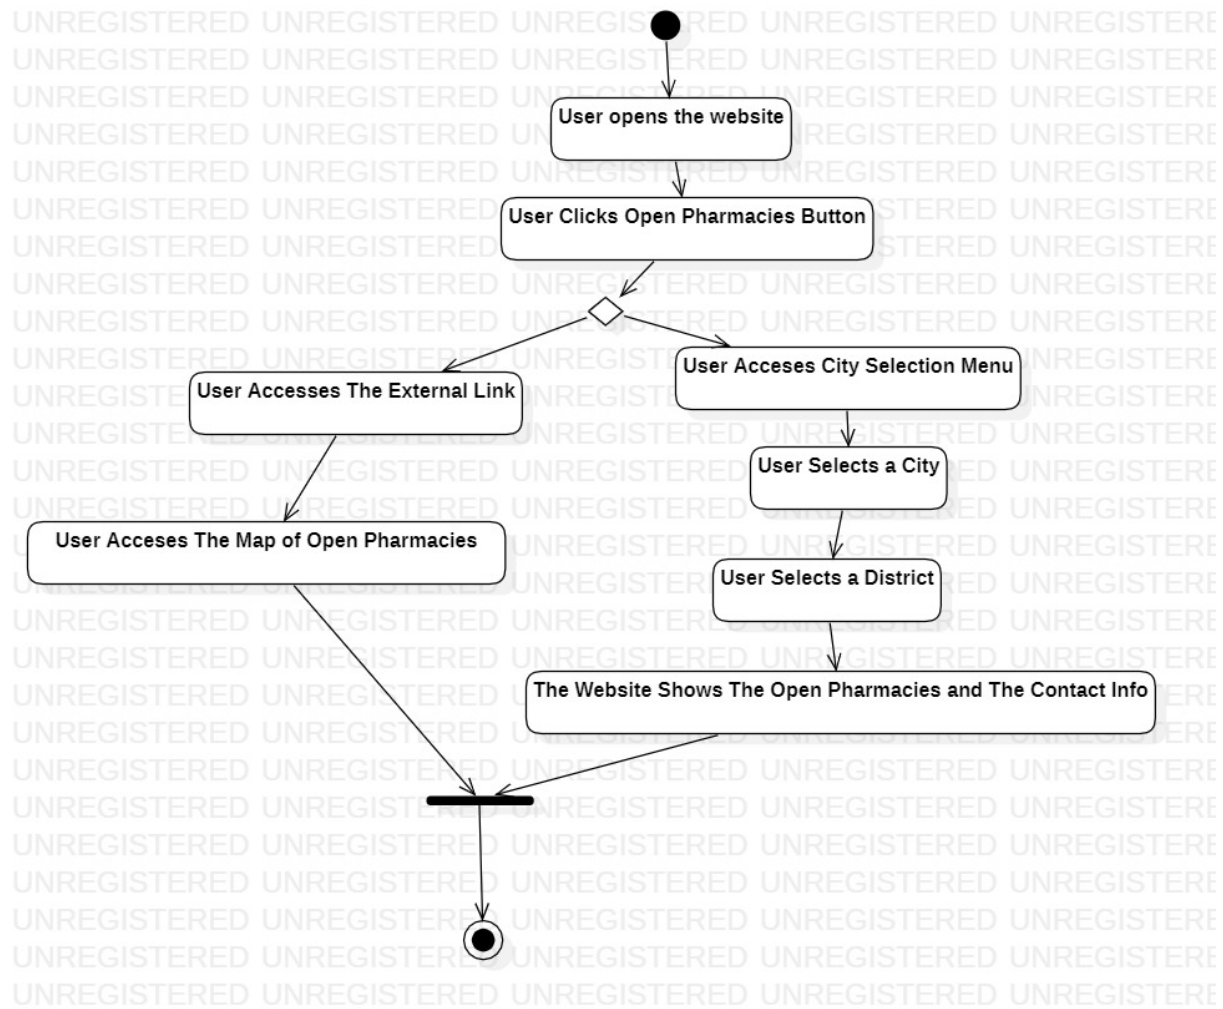 User opens the website
User Clicks Open Pharmacies Button
User Accesses The External Link
User Acceses City Selection Menu
User Selects a City
User Acceses The Map of Open Pharmacies
User Selects a District
The Website Shows The Open Pharmacies and The Contact Info
UNREGISTERED